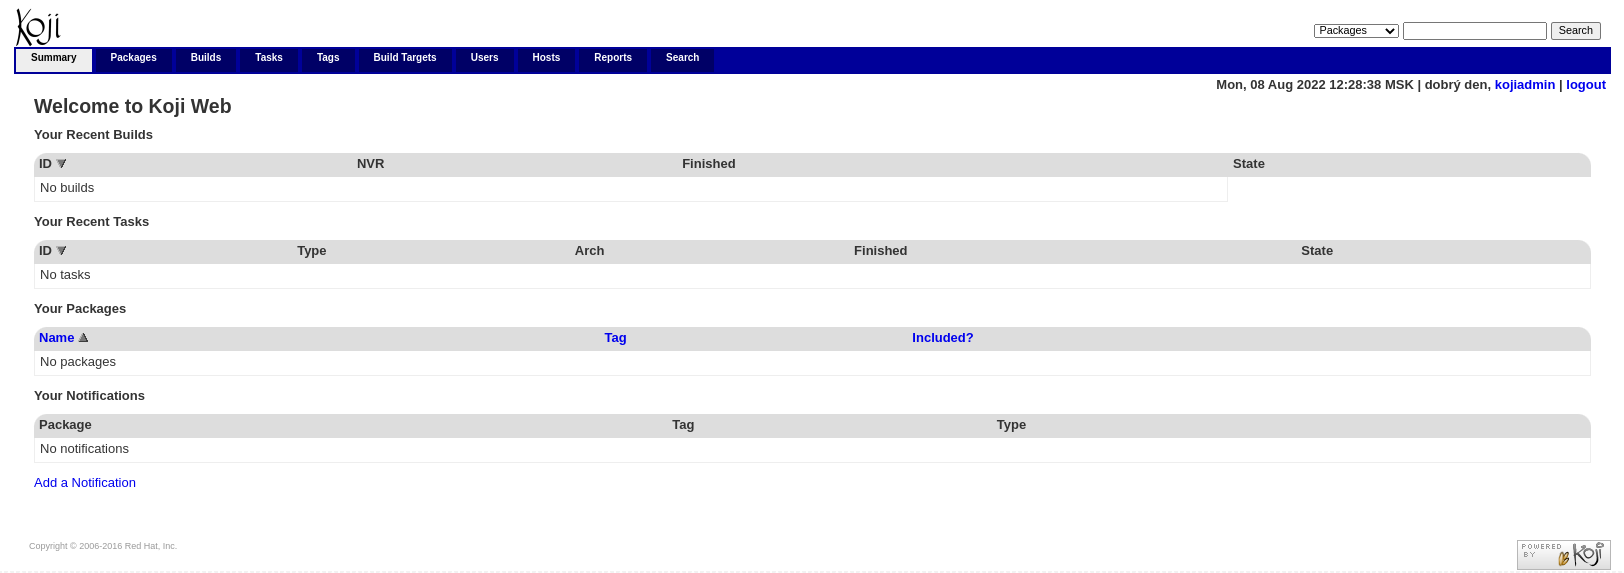 Koji
Packages Search
Summary Packages Builds Tasks Tags Build Targets Users Hosts Reports Search
Mon, 08 Aug 2022 12:28:38 MSK | dobrý den, kojiadmin | logout
Welcome to Koji Web
Your Recent Builds
ID NVR Finished State
No builds
Your Recent Tasks
ID Type Arch Finished State
No tasks
Your Packages
Name Tag Included?
No packages
Your Notifications
Package Tag Type
No notifications
Add a Notification
Copyright © 2006-2016 Red Hat, Inc.
POWERED
BY Koji